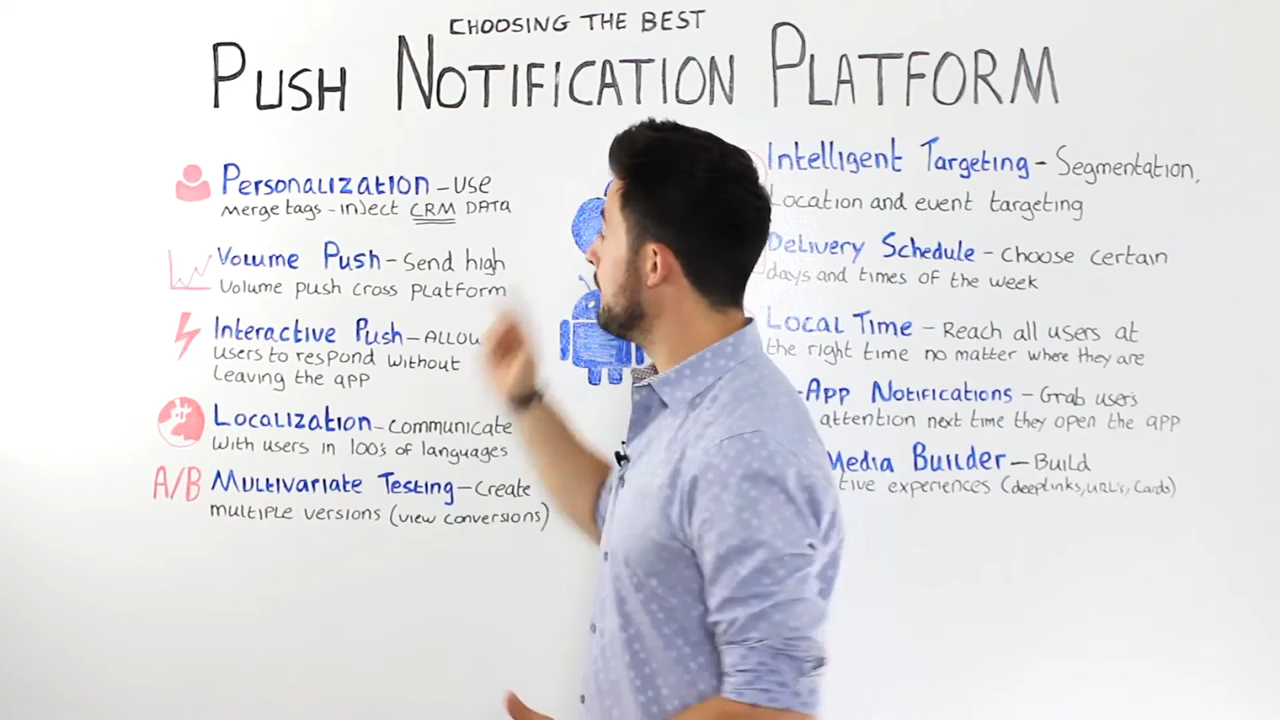 CHOOSING THE BEST
PUSH NOTIFICATION PLATFORM
Personalization - USE
merge tags - inject CRM DATA
Volume Push - Send high
Volume push cross platform
Interactive Push - ALLOW
users to respond without
Leaving the app
Localization - communicate
with users in 100's of languages
A/B Multivariate Testing - Create
multiple versions (view conversions)
Intelligent Targeting - Segmentation,
Location and event targeting
Delivery Schedule - Choose certain
days and times of the week
Local Time - Reach all users at
the right time no matter where they are
App Notifications - Grab users
attention next time they open the app
Media Builder - Build
experiences (deeplinks, URL's, Cards)